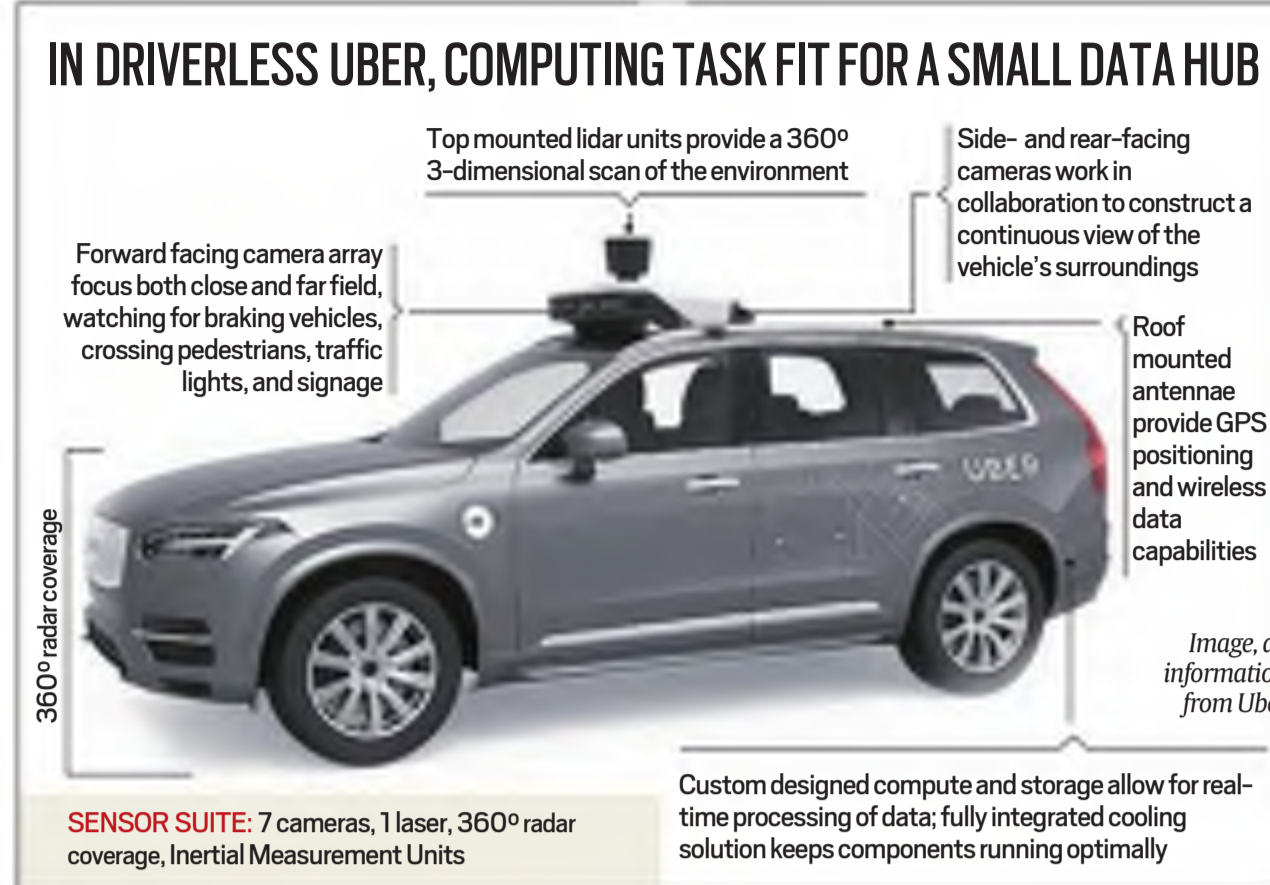 IN DRIVERLESS UBER, COMPUTING TASK FIT FOR A SMALL DATA HUB
Top mounted lidar units provide a 360º
3-dimensional scan of the environment
Side- and rear-facing
cameras work in
collaboration to construct a
continuous view of the
vehicle's surroundings
Forward facing camera array
focus both close and far field,
watching for braking vehicles,
crossing pedestrians, traffic
lights, and signage
Roof
mounted
antennae
provide GPS
positioning
and wireless
data
capabilities
UBER
360º radar coverage
Image,
from
Custom designed compute and storage allow for real-
time processing of data; fully integrated cooling
solution keeps components running optimally
SENSOR SUITE: 7 cameras, 1 laser, 360º radar
coverage, Inertial Measurement Units